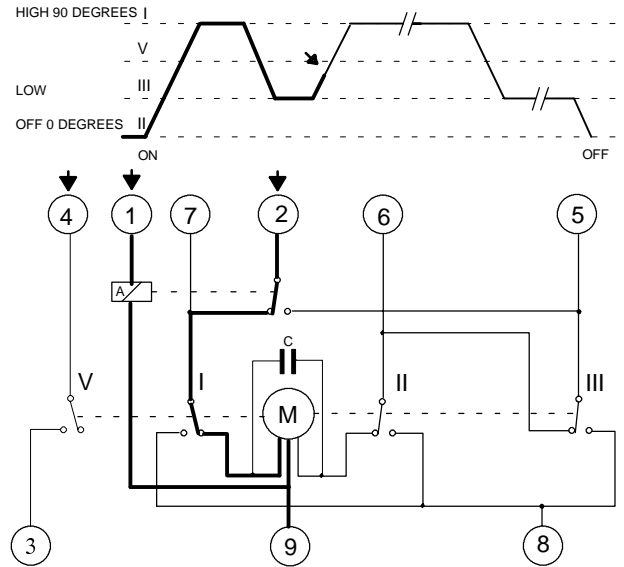 HIGH 90 DEGREES I
V
LOW III
OFF 0 DEGREES II
ON OFF
4 1 7 2 6 5
A
C
V I M II III
3 9 8